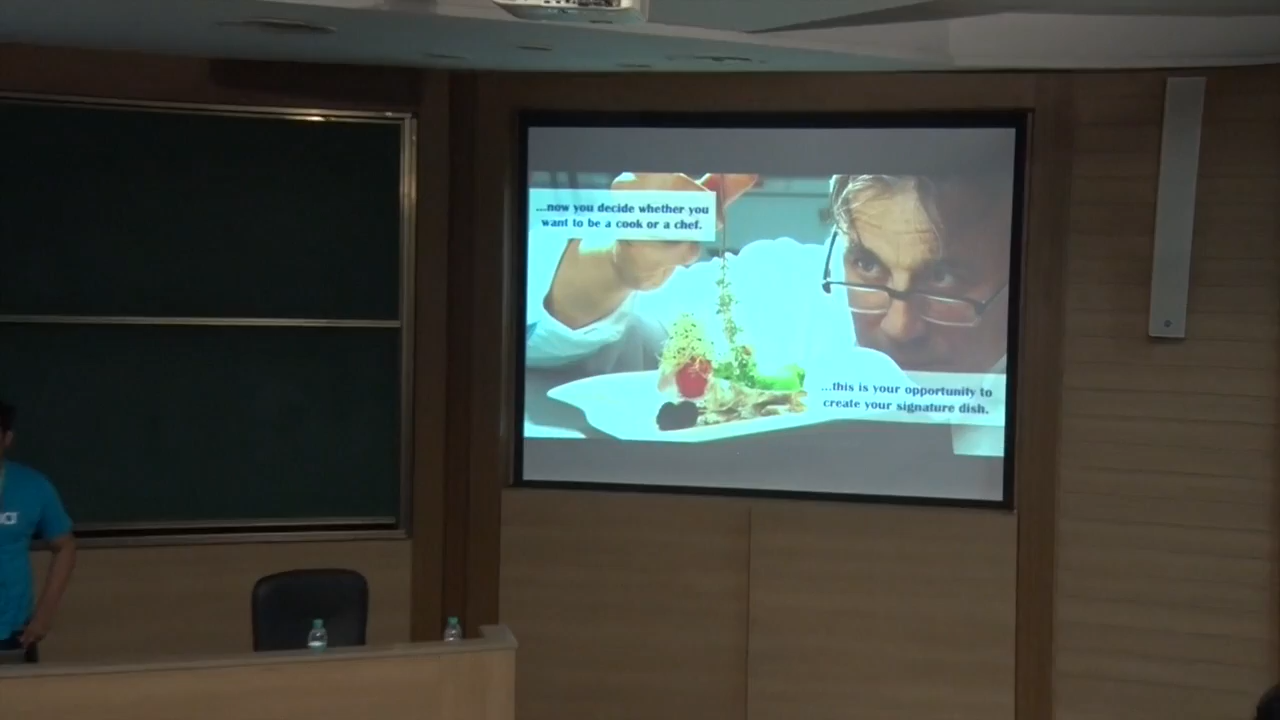 ...now you decide whether you
want to be a cook or a chef.
...this is your opportunity to
create your signature dish.